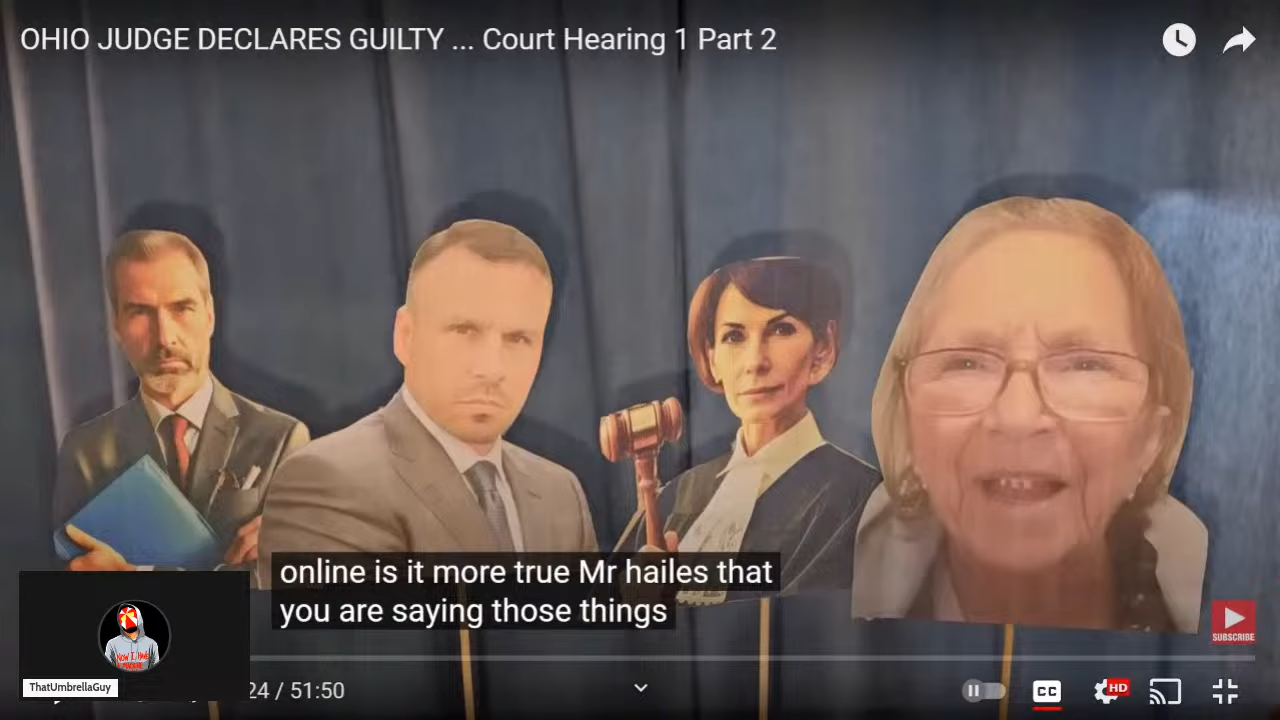 OHIO JUDGE DECLARES GUILTY ... Court Hearing 1 Part 2
online is it more true Mr hailes that
you are saying those things
SUBSCRIBE
ThatUmbrellaGuy
24 / 51:50
CC
HD